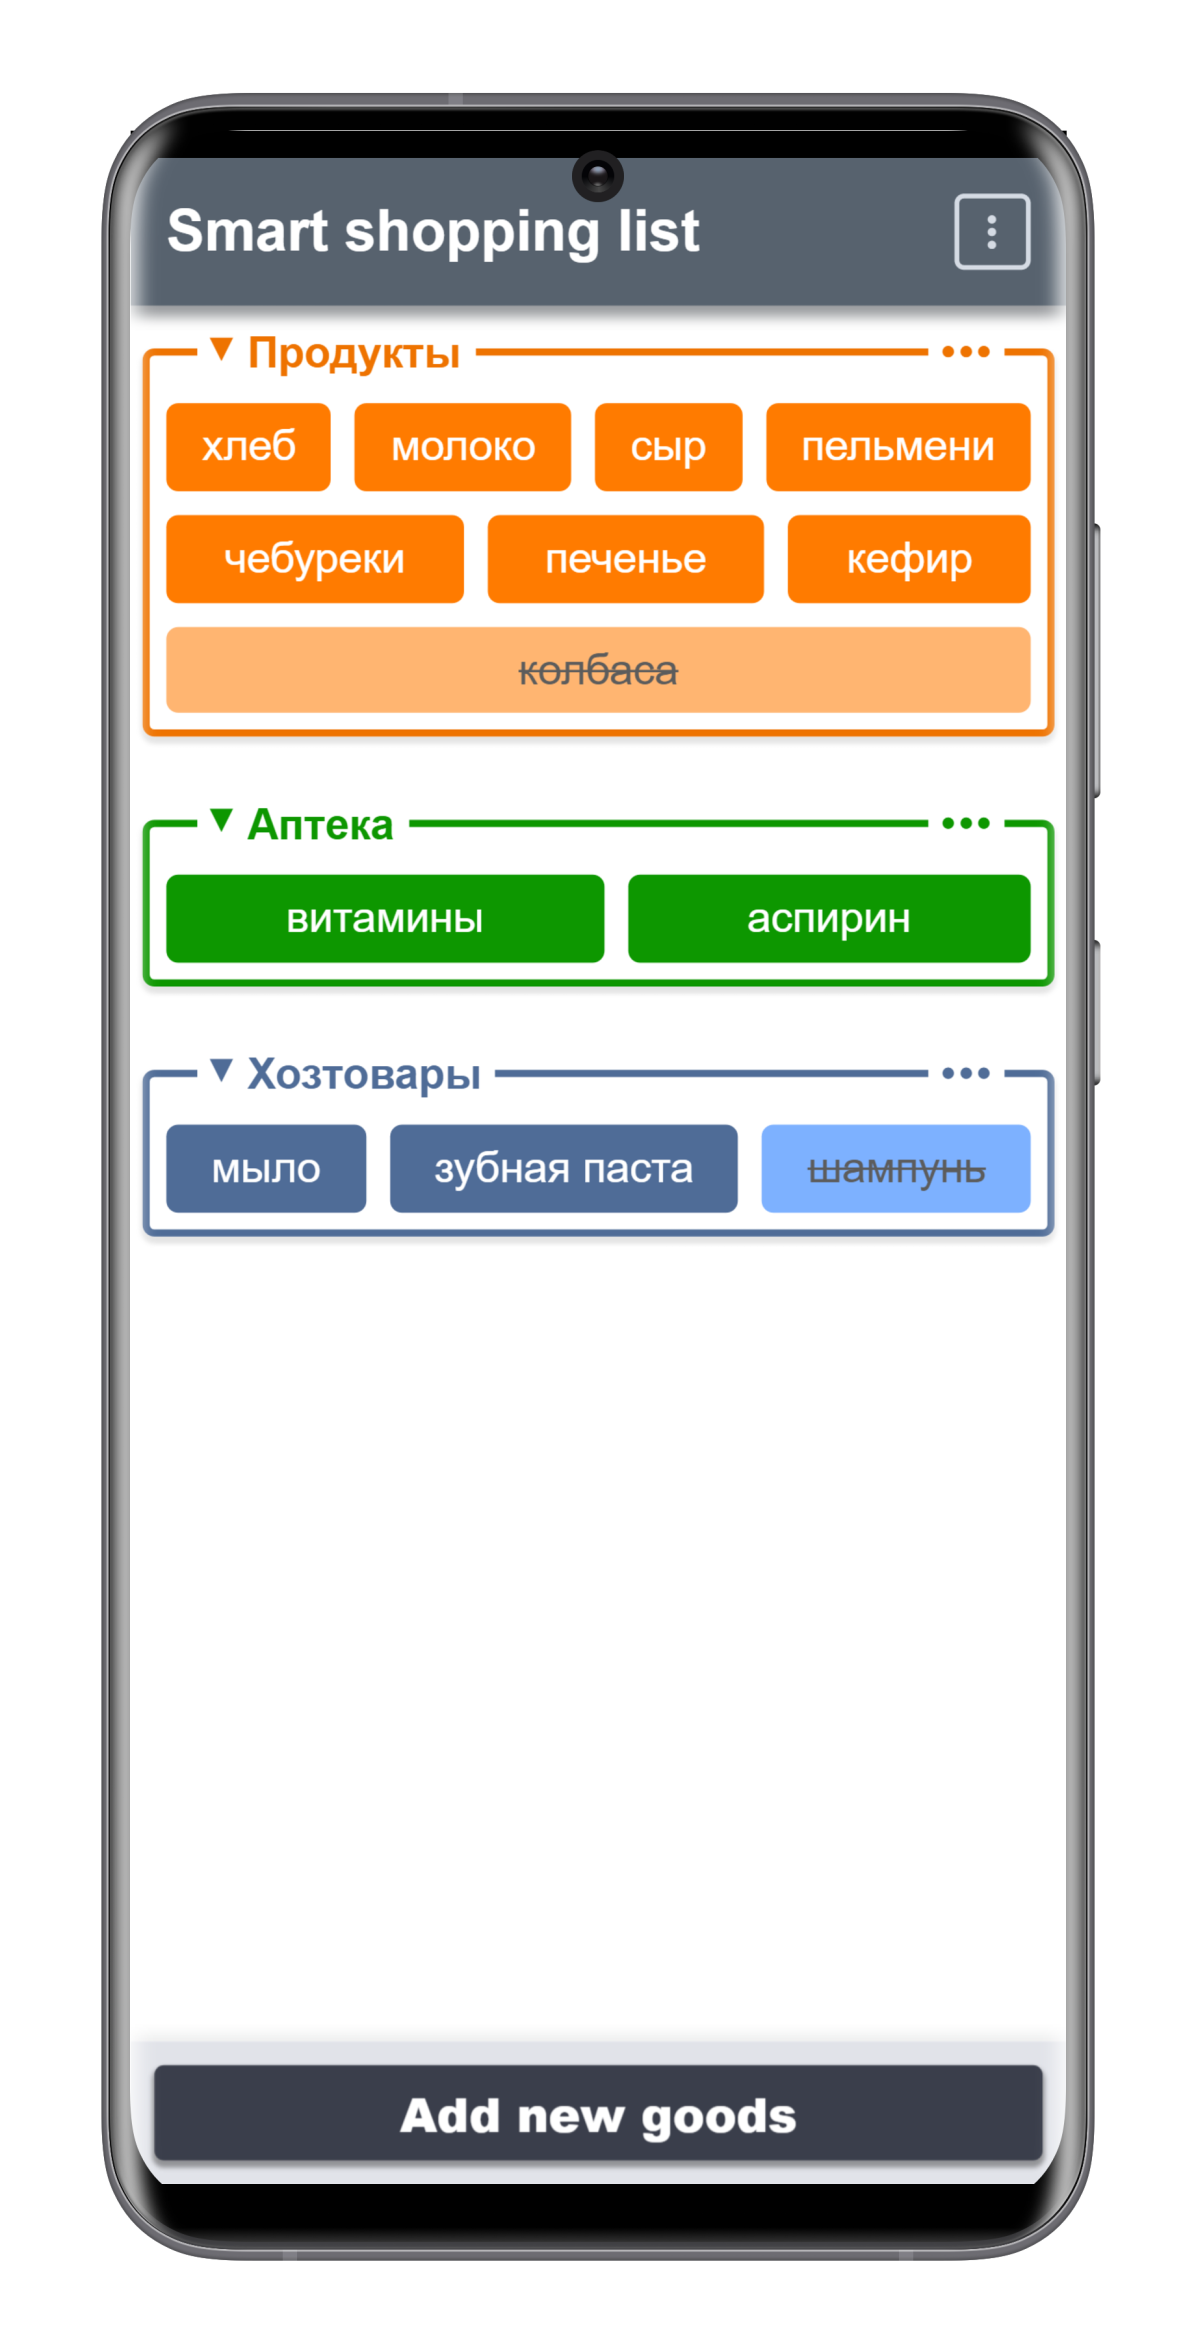 Smart shopping list
▼ Продукты
хлеб молоко сыр пельмени
чебуреки печенье кефир
колбаса
▼ Аптека
витамины аспирин
▼ Хозтовары
мыло зубная паста шампунь
Add new goods